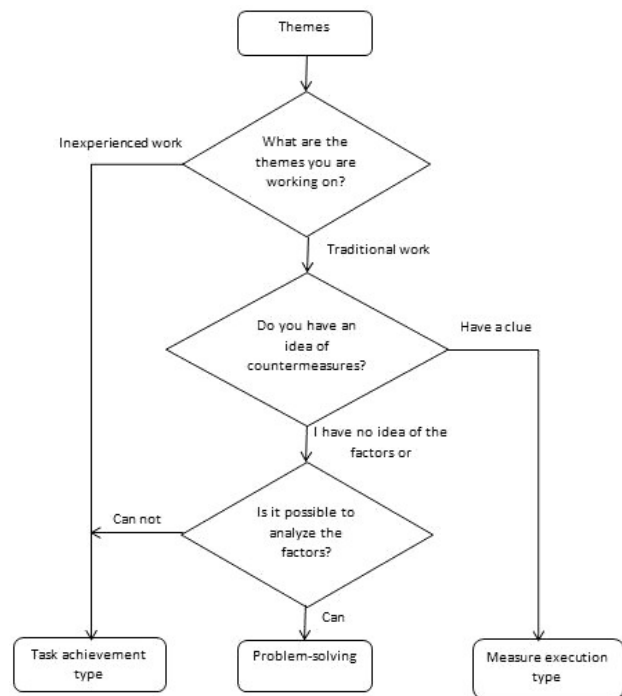 Themes
Inexperienced work
What are the
themes you are
working on?
Traditional work
Do you have an
idea of
countermeasures?
Have a clue
I have no idea of the
factors or
Can not
Is it possible to
analyze the
factors?
Can
Task achievement
type
Problem-solving
Measure execution
type